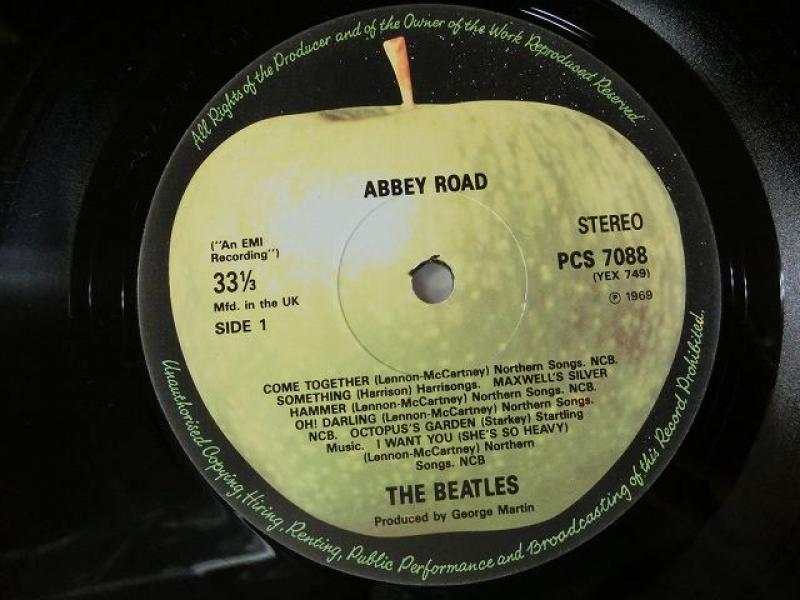 All Rights of the Producer and of the Owner of the Work Reproduced Reserved
ABBEY ROAD
("An EMI
Recording")
33⅓
Mfd. in the UK
SIDE 1
STEREO
PCS 7088
(YEX 749)
℗ 1969
COME TOGETHER (Lennon-McCartney) Northern Songs. NCB.
SOMETHING (Harrison) Harrisongs. MAXWELL'S SILVER
HAMMER (Lennon-McCartney) Northern Songs. NCB.
OH! DARLING (Lennon-McCartney) Northern Songs.
NCB. OCTOPUS'S GARDEN (Starkey) Startling
Music. I WANT YOU (SHE'S SO HEAVY)
(Lennon-McCartney) Northern
Songs. NCB
THE BEATLES
Produced by George Martin
Unauthorised Copying, Hiring, Renting, Public Performance and Broadcasting of this Record Prohibited.